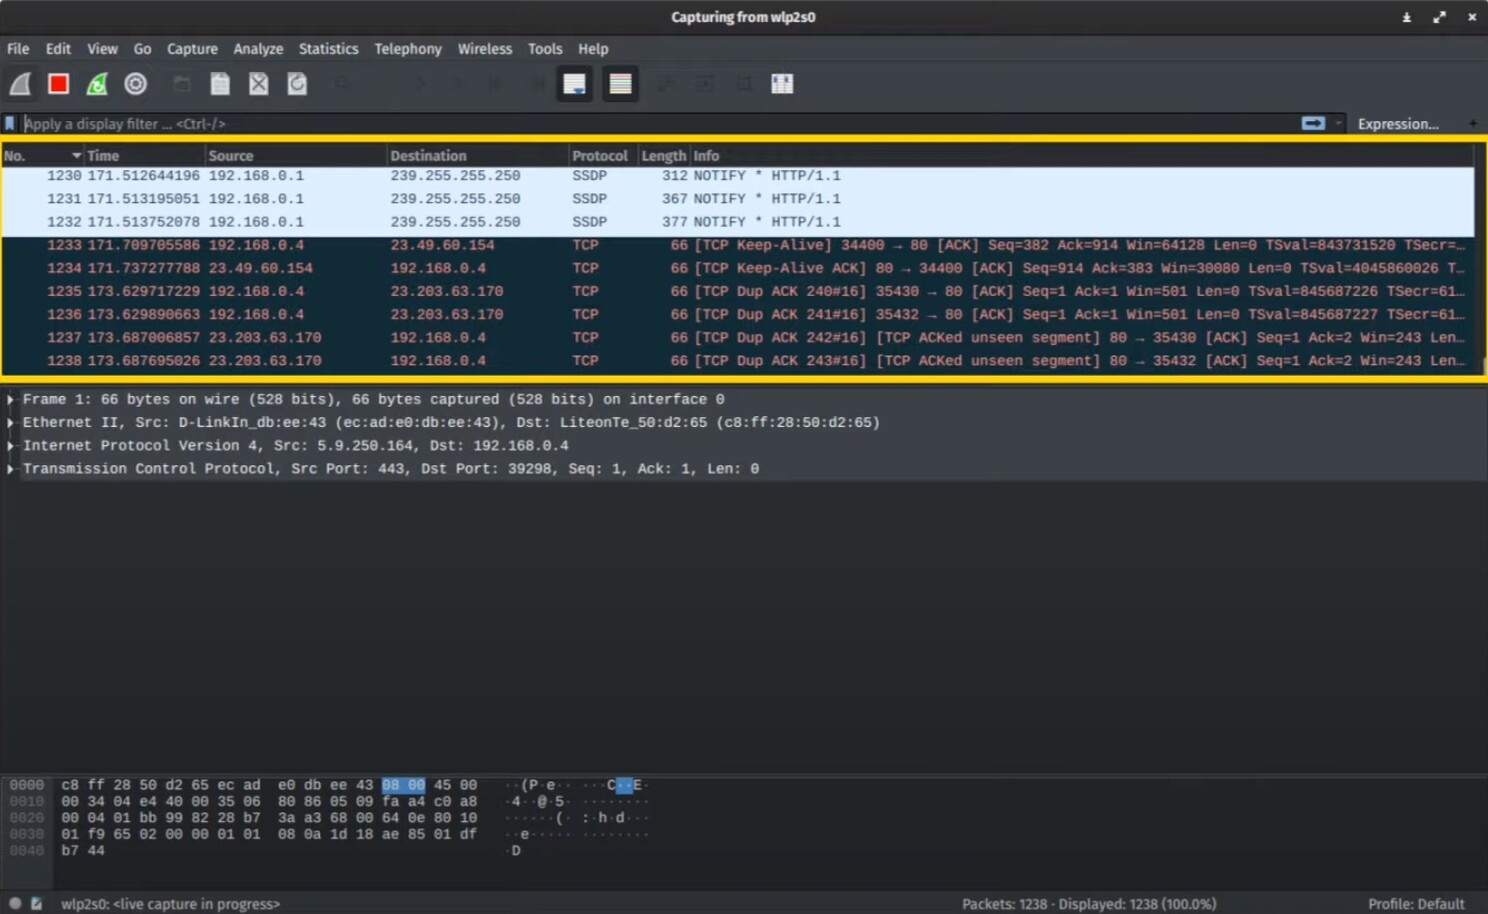 Capturing from wlp2s0
File Edit View Go Capture Analyze Statistics Telephony Wireless Tools Help
Apply a display filter ... <Ctrl-/> Expression... +
No. Time Source Destination Protocol Length Info
1230 171.512644196 192.168.0.1 239.255.255.250 SSDP 312 NOTIFY * HTTP/1.1
1231 171.513195051 192.168.0.1 239.255.255.250 SSDP 367 NOTIFY * HTTP/1.1
1232 171.513752078 192.168.0.1 239.255.255.250 SSDP 377 NOTIFY * HTTP/1.1
1233 171.709705586 192.168.0.4 23.49.60.154 TCP 66 [TCP Keep-Alive] 34400 → 80 [ACK] Seq=382 Ack=914 Win=64128 Len=0 TSval=843731520 TSecr=…
1234 171.737277788 23.49.60.154 192.168.0.4 TCP 66 [TCP Keep-Alive ACK] 80 → 34400 [ACK] Seq=914 Ack=383 Win=30080 Len=0 TSval=4045860026 T…
1235 173.629717229 192.168.0.4 23.203.63.170 TCP 66 [TCP Dup ACK 240#16] 35430 → 80 [ACK] Seq=1 Ack=1 Win=501 Len=0 TSval=845687226 TSecr=61…
1236 173.629890663 192.168.0.4 23.203.63.170 TCP 66 [TCP Dup ACK 241#16] 35432 → 80 [ACK] Seq=1 Ack=1 Win=501 Len=0 TSval=845687227 TSecr=61…
1237 173.687006857 23.203.63.170 192.168.0.4 TCP 66 [TCP Dup ACK 242#16] [TCP ACKed unseen segment] 80 → 35430 [ACK] Seq=1 Ack=2 Win=243 Len…
1238 173.687695026 23.203.63.170 192.168.0.4 TCP 66 [TCP Dup ACK 243#16] [TCP ACKed unseen segment] 80 → 35432 [ACK] Seq=1 Ack=2 Win=243 Len…
Frame 1: 66 bytes on wire (528 bits), 66 bytes captured (528 bits) on interface 0
Ethernet II, Src: D-LinkIn_db:ee:43 (ec:ad:e0:db:ee:43), Dst: LiteonTe_50:d2:65 (c8:ff:28:50:d2:65)
Internet Protocol Version 4, Src: 5.9.250.164, Dst: 192.168.0.4
Transmission Control Protocol, Src Port: 443, Dst Port: 39298, Seq: 1, Ack: 1, Len: 0
0000 c8 ff 28 50 d2 65 ec ad e0 db ee 43 08 00 45 00 ··(P·e·· ···C··E·
0010 00 34 04 e4 40 00 35 06 80 86 05 09 fa a4 c0 a8 ·4··@·5· ········
0020 00 04 01 bb 99 82 28 b7 3a a3 68 00 64 0e 80 10 ······(· :·h·d···
0030 01 f9 65 02 00 00 01 01 08 0a 1d 18 ae 85 01 df ··e····· ········
0040 b7 44 ·D
wlp2s0: <live capture in progress> Packets: 1238 · Displayed: 1238 (100.0%) Profile: Default